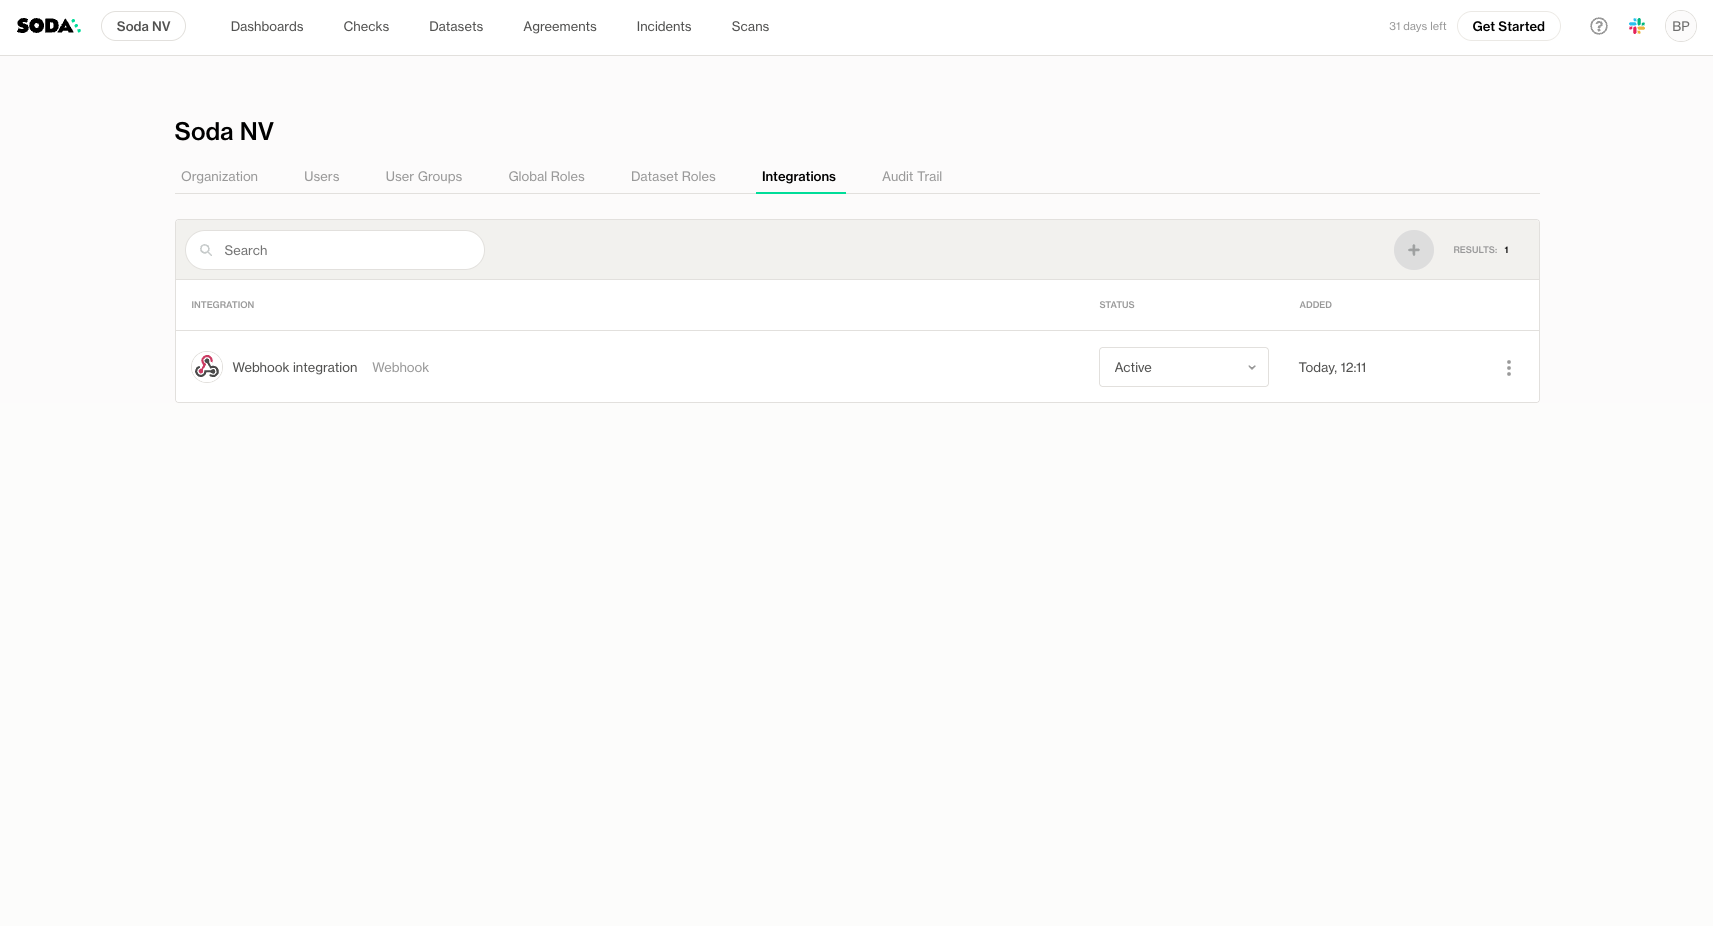 SODA Soda NV Dashboards Checks Datasets Agreements Incidents Scans 31 days left Get Started BP
Soda NV
Organization Users User Groups Global Roles Dataset Roles Integrations Audit Trail
Search RESULTS: 1
INTEGRATION STATUS ADDED
Webhook integration Webhook Active Today, 12:11